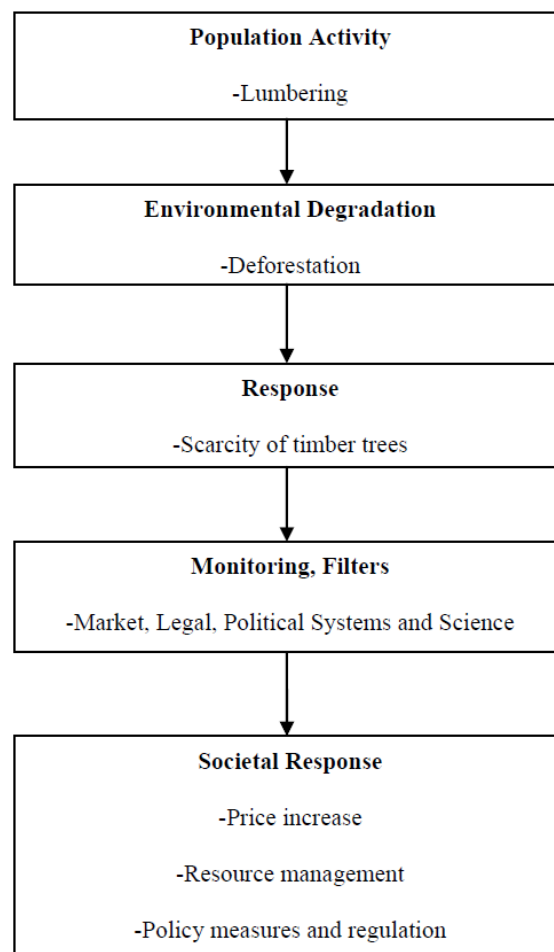 Population Activity
-Lumbering
Environmental Degradation
-Deforestation
Response
-Scarcity of timber trees
Monitoring, Filters
-Market, Legal, Political Systems and Science
Societal Response
-Price increase
-Resource management
-Policy measures and regulation